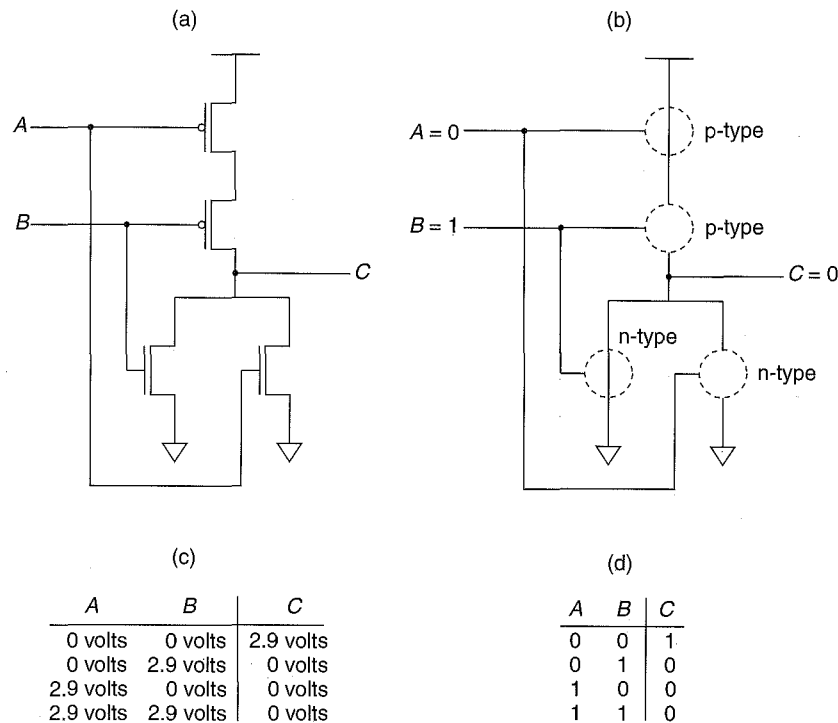 (a) (b)
A
A = 0 p-type
B
B = 1 p-type
C
C = 0
n-type
n-type
(c) (d)
A B C
0 volts 0 volts 2.9 volts
0 volts 2.9 volts 0 volts
2.9 volts 0 volts 0 volts
2.9 volts 2.9 volts 0 volts
A B C
0 0 1
0 1 0
1 0 0
1 1 0